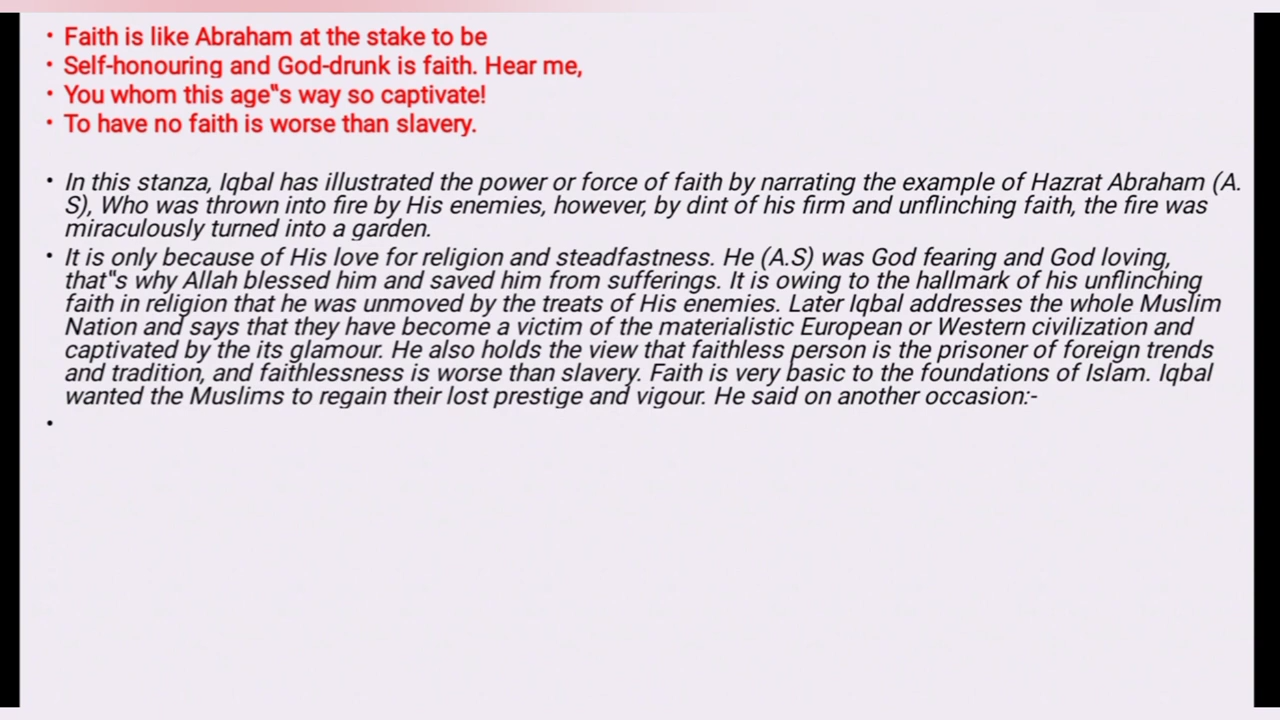 • Faith is like Abraham at the stake to be
• Self-honouring and God-drunk is faith. Hear me,
• You whom this age‟s way so captivate!
• To have no faith is worse than slavery.
• In this stanza, Iqbal has illustrated the power or force of faith by narrating the example of Hazrat Abraham (A.
S), Who was thrown into fire by His enemies, however, by dint of his firm and unflinching faith, the fire was
miraculously turned into a garden.
• It is only because of His love for religion and steadfastness. He (A.S) was God fearing and God loving,
that‟s why Allah blessed him and saved him from sufferings. It is owing to the hallmark of his unflinching
faith in religion that he was unmoved by the treats of His enemies. Later Iqbal addresses the whole Muslim
Nation and says that they have become a victim of the materialistic European or Western civilization and
captivated by the its glamour. He also holds the view that faithless person is the prisoner of foreign trends
and tradition, and faithlessness is worse than slavery. Faith is very basic to the foundations of Islam. Iqbal
wanted the Muslims to regain their lost prestige and vigour. He said on another occasion:-
•